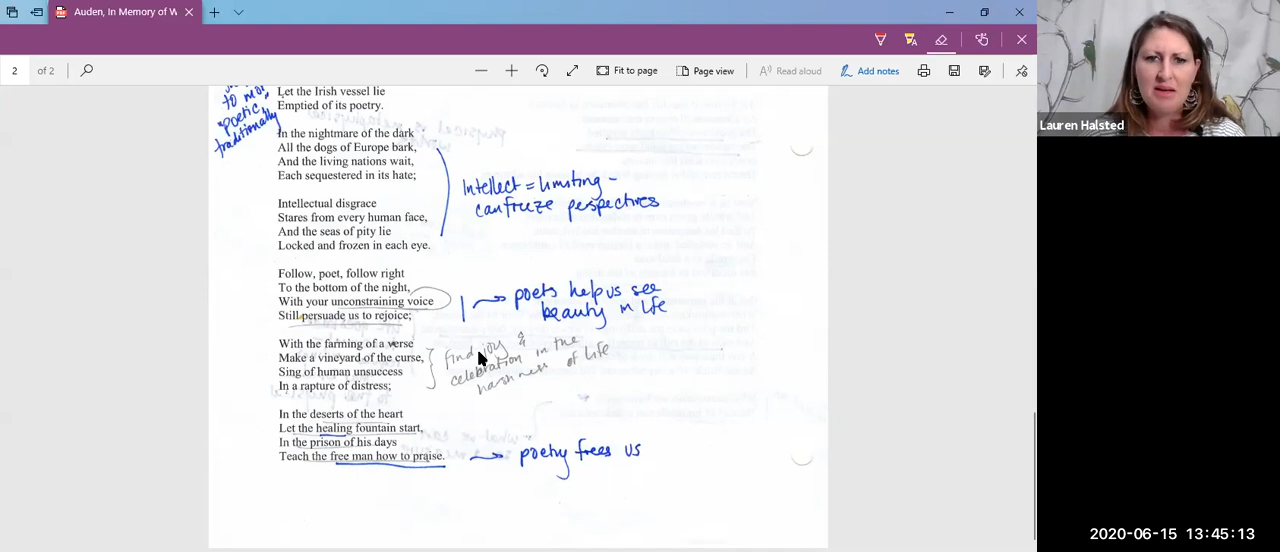 Auden, In Memory of W
2 of 2
Fit to page
Page view
Read aloud
Add notes
Let the Irish vessel lie
Emptied of its poetry.
to mo
"poetic,
traditionally
In the nightmare of the dark
All the dogs of Europe bark,
And the living nations wait,
Each sequestered in its hate;
Intellectual disgrace
Stares from every human face,
And the seas of pity lie
Locked and frozen in each eye.
Intellect = limiting -
can freeze perspectives
Follow, poet, follow right
To the bottom of the night,
With your unconstraining voice
Still persuade us to rejoice;
poets help us see
beauty in life
With the farming of a verse
Make a vineyard of the curse,
Sing of human unsuccess
In a rapture of distress;
find joy &
celebration in the
harshness of life
In the deserts of the heart
Let the healing fountain start,
In the prison of his days
Teach the free man how to praise.
poetry frees us
Lauren Halsted
2020-06-15 13:45:13